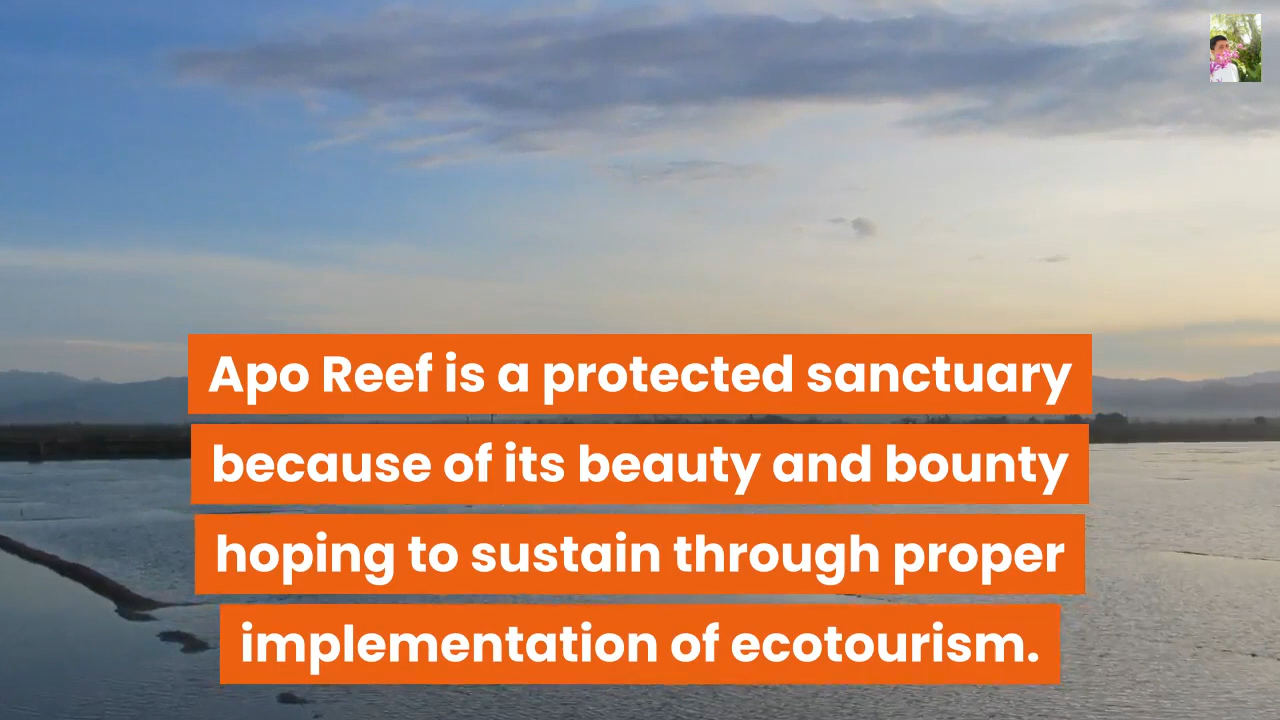 Apo Reef is a protected sanctuary
because of its beauty and bounty
hoping to sustain through proper
implementation of ecotourism.